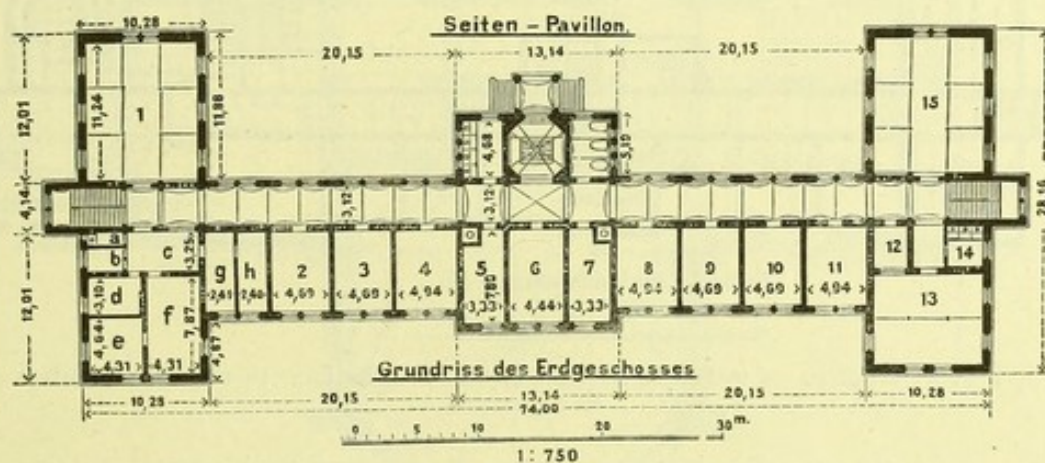 Seiten – Pavillon.
10,28
20,15 13,14 20,15
12,01 11,24 1 11,88 4,68 5,19 15
4,14 3,12 3,12 28,16
a
b c 3,25 g h 2 3 4 5 6 7 8 9 10 11 12 14
d 3,10 f 2,40 4,69 4,69 4,94 3,33 7,80 4,44 3,33 4,94 4,69 4,69 4,94 13
12,01 e 4,64 7,87 4,87
4,31 4,31
Grundriss des Erdgeschosses
10,28 20,15 13,14 20,15 10,28
74,00
0 5 10 20 30 m.
1 : 750